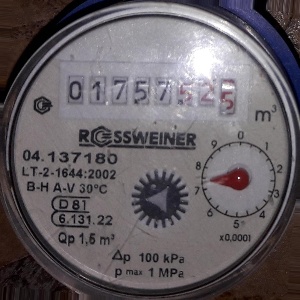 01757525
m³
ROSSWEINER
04.137180
LT-2-1644:2002
B-H A-V 30°C
D 81
6.131.22
Qp 1,5 m³
Δp 100 kPa
p max 1 MPa
0
9 1
8 2
7 3
6 4
5
x0,0001